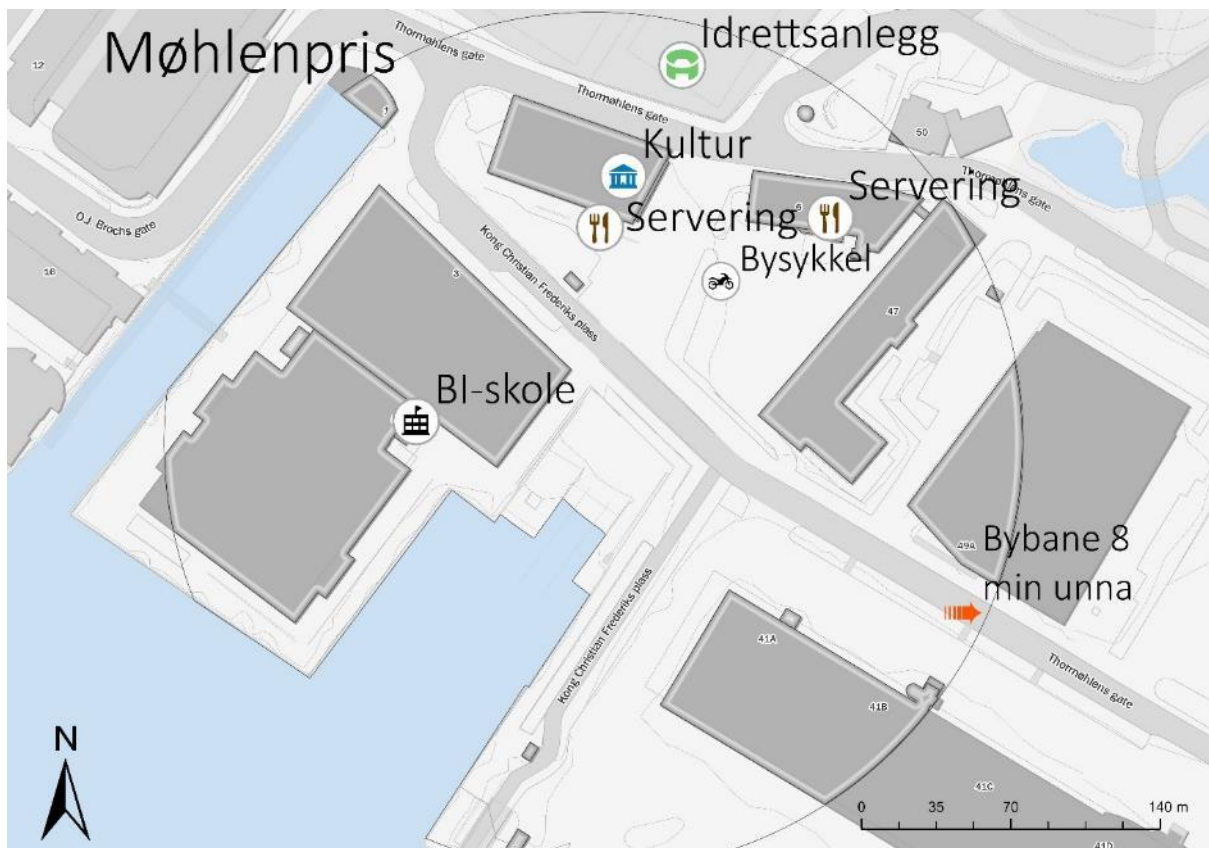 Møhlenpris
Thormøhlens gate
Idrettsanlegg
12
1
Thormøhlens gate
50
Kultur
Thormøhlens gate
Servering
6
Servering
O.J. Brochs gate
Kong Christian Frederiks plass
Bysykkel
16
3
47
BI-skole
49A
Bybane 8
min unna
Kong Christian Frederiks plass
41A
Thormøhlens gate
41B
N
41C
0 35 70 140 m
41D